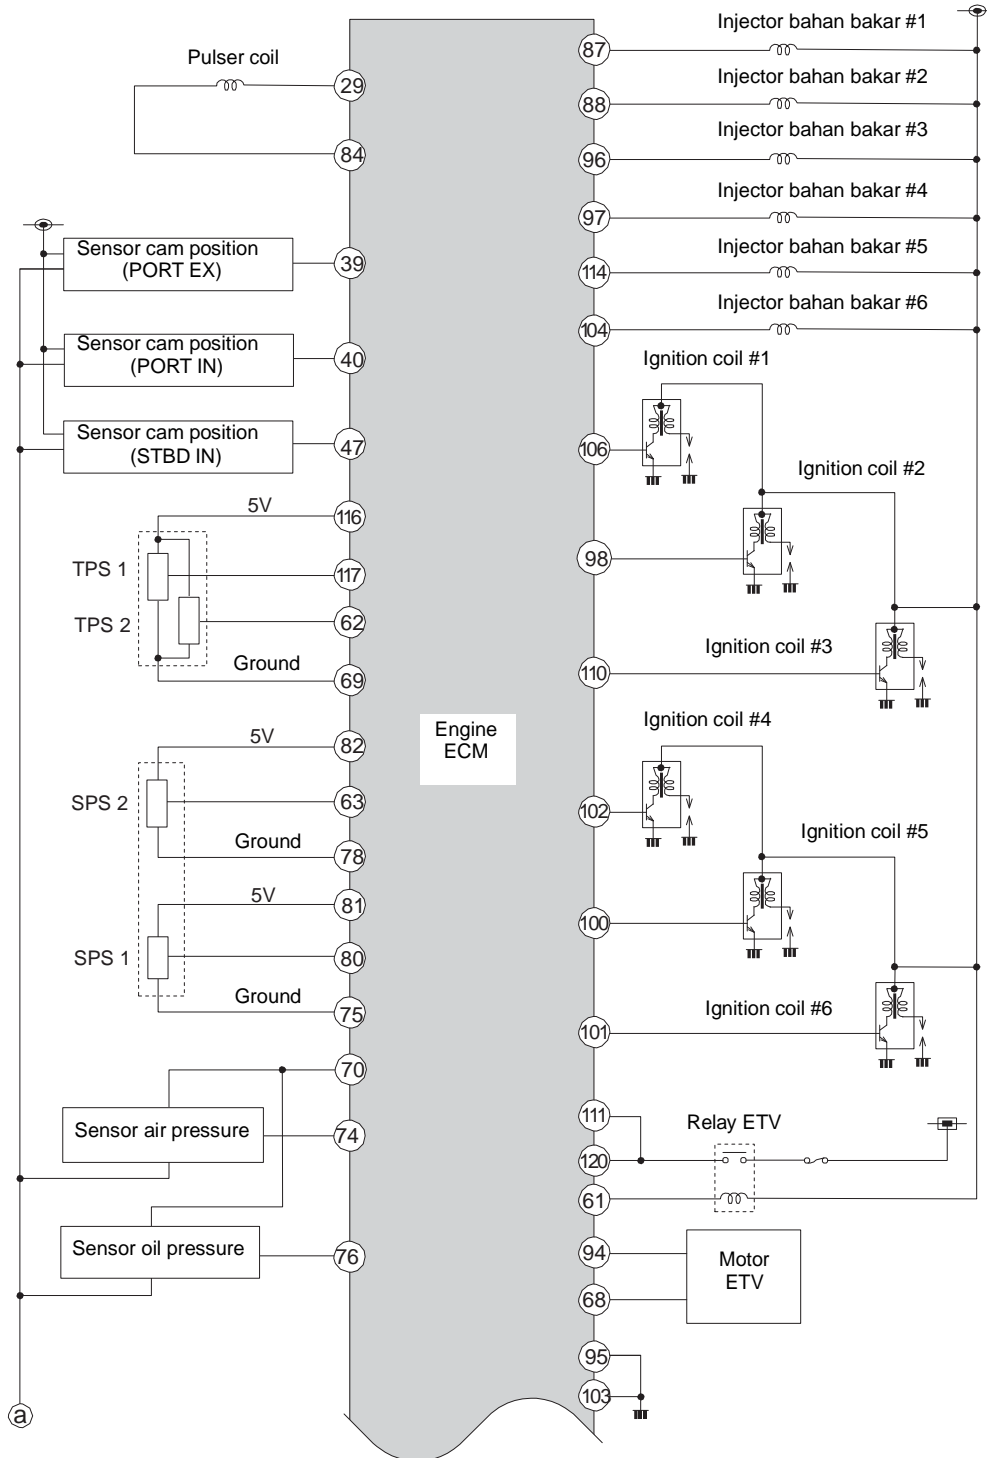 Pulser coil
29
84
Sensor cam position
(PORT EX)
39
Sensor cam position
(PORT IN)
40
Sensor cam position
(STBD IN)
47
5V
116
TPS 1
117
TPS 2
62
Ground
69
5V
82
SPS 2
63
Ground
78
5V
81
SPS 1
80
Ground
75
70
Sensor air pressure
74
Sensor oil pressure
76
a
Engine
ECM
Injector bahan bakar #1
87
Injector bahan bakar #2
88
Injector bahan bakar #3
96
Injector bahan bakar #4
97
Injector bahan bakar #5
114
Injector bahan bakar #6
104
Ignition coil #1
106
Ignition coil #2
98
Ignition coil #3
110
Ignition coil #4
102
Ignition coil #5
100
Ignition coil #6
101
111
Relay ETV
120
61
94
Motor
ETV
68
95
103